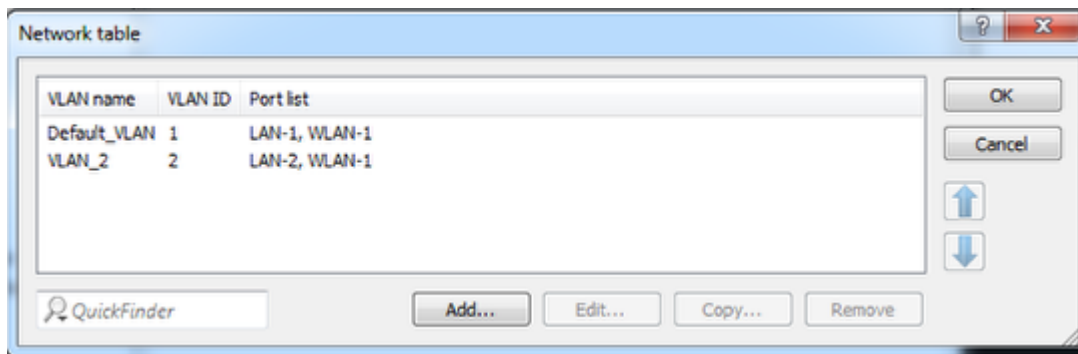 Network table
VLAN name VLAN ID Port list
OK
Default_VLAN 1 LAN-1, WLAN-1
Cancel
VLAN_2 2 LAN-2, WLAN-1
QuickFinder
Add...
Edit...
Copy...
Remove